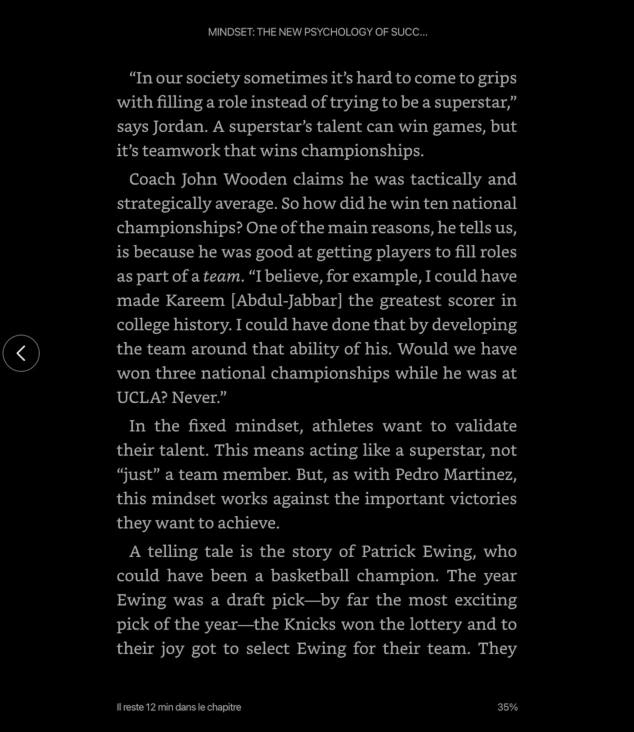 MINDSET: THE NEW PSYCHOLOGY OF SUCC...
“In our society sometimes it’s hard to come to grips
with filling a role instead of trying to be a superstar,”
says Jordan. A superstar’s talent can win games, but
it’s teamwork that wins championships.
Coach John Wooden claims he was tactically and
strategically average. So how did he win ten national
championships? One of the main reasons, he tells us,
is because he was good at getting players to fill roles
as part of a team. “I believe, for example, I could have
made Kareem [Abdul-Jabbar] the greatest scorer in
college history. I could have done that by developing
the team around that ability of his. Would we have
won three national championships while he was at
UCLA? Never.”
In the fixed mindset, athletes want to validate
their talent. This means acting like a superstar, not
“just” a team member. But, as with Pedro Martinez,
this mindset works against the important victories
they want to achieve.
A telling tale is the story of Patrick Ewing, who
could have been a basketball champion. The year
Ewing was a draft pick—by far the most exciting
pick of the year—the Knicks won the lottery and to
their joy got to select Ewing for their team. They
Il reste 12 min dans le chapitre
35%